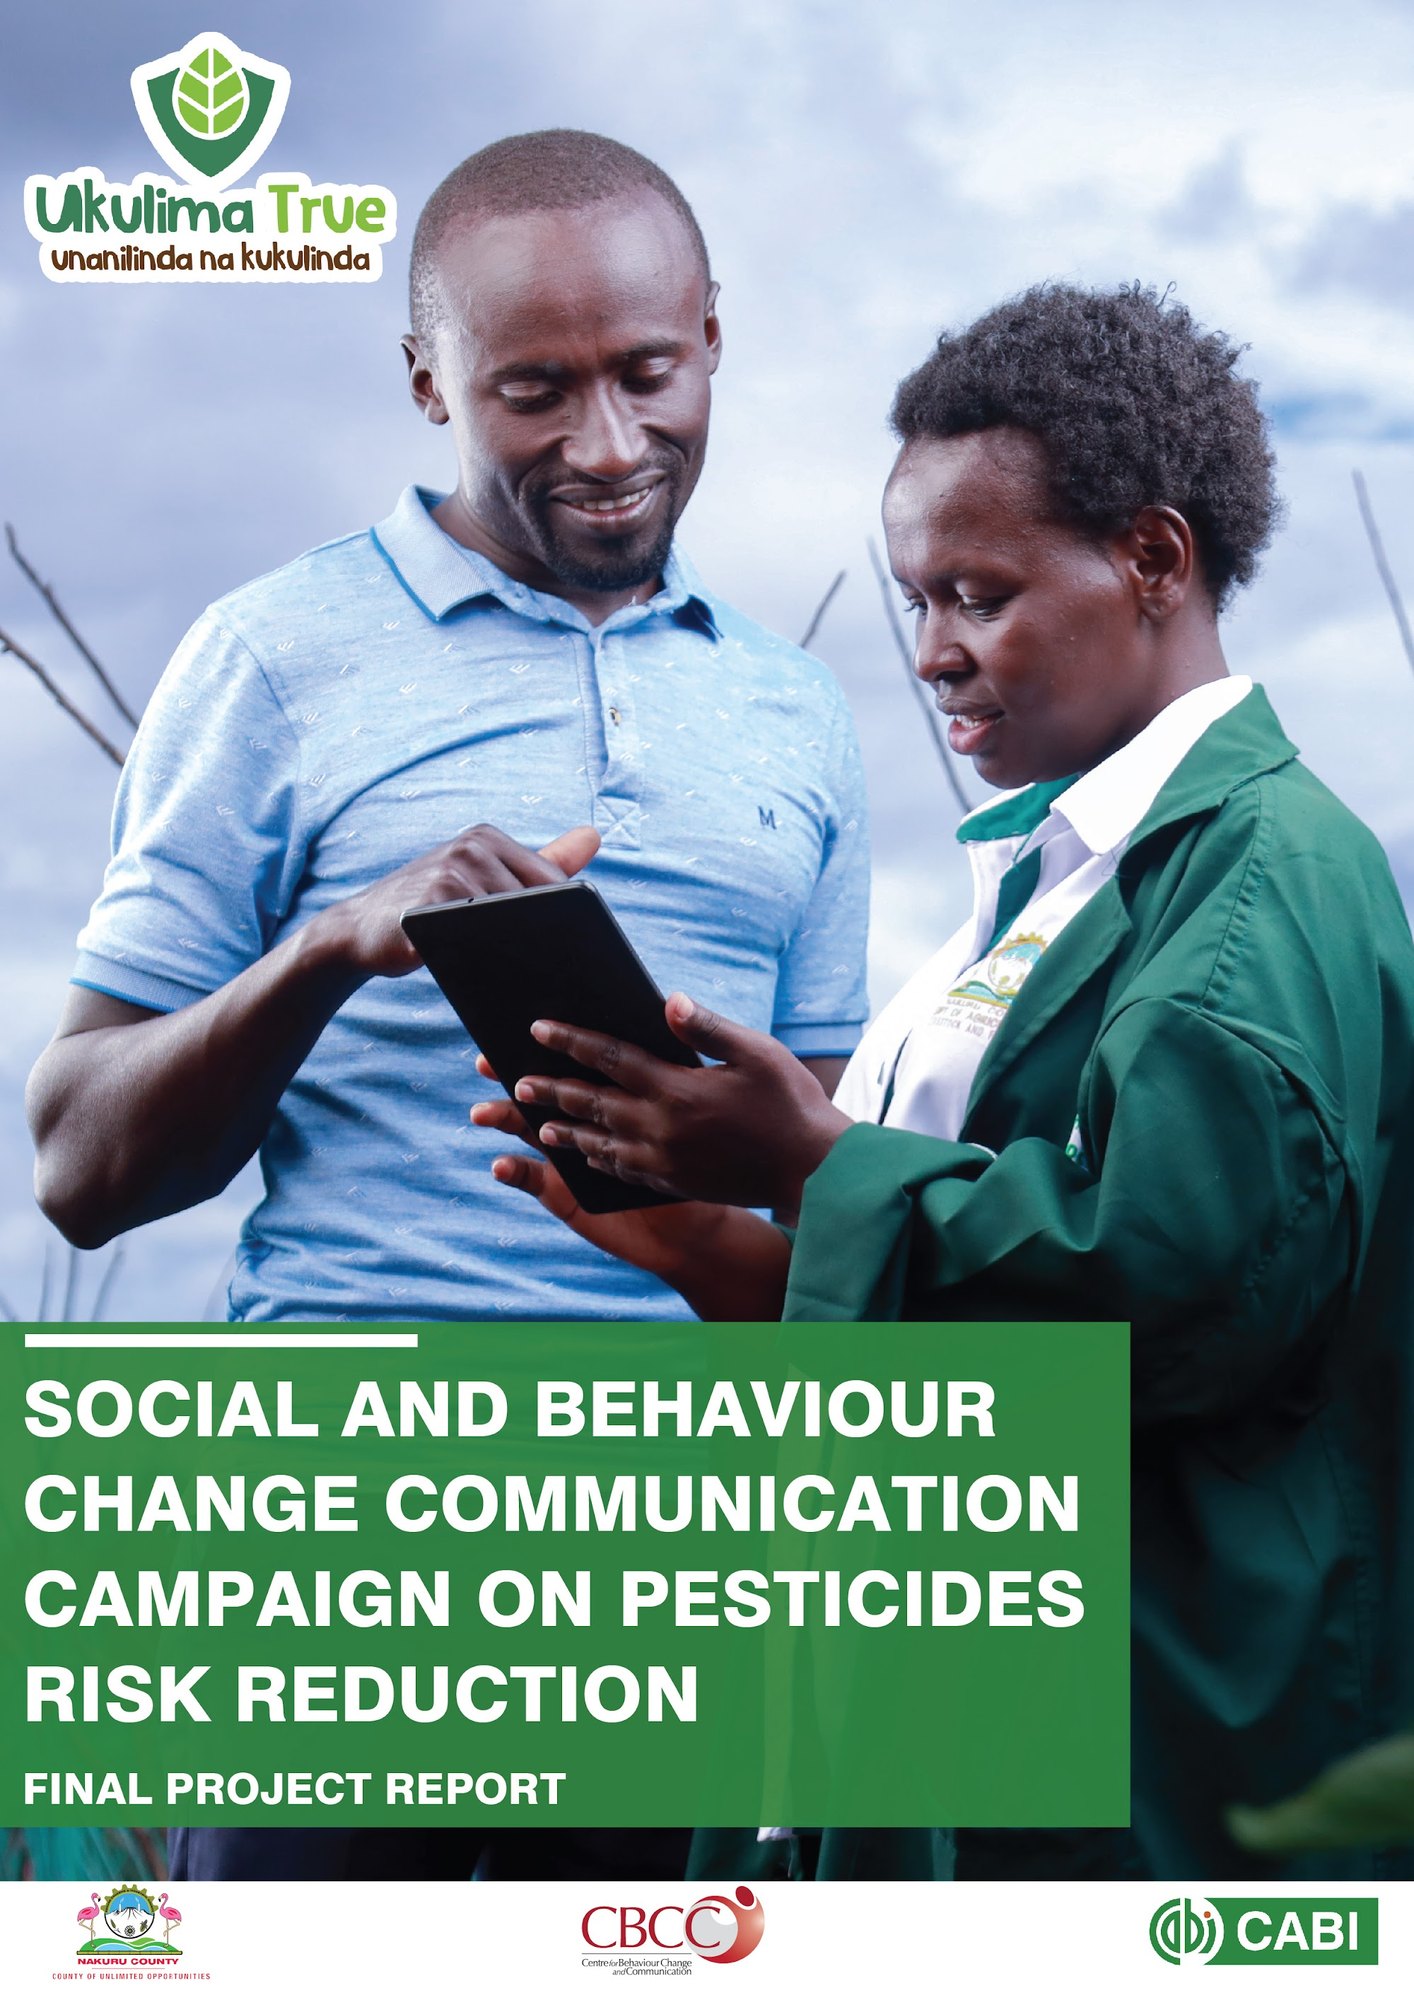 Ukulima True
unanilinda na kukulinda
M
SOCIAL AND BEHAVIOUR
CHANGE COMMUNICATION
CAMPAIGN ON PESTICIDES
RISK REDUCTION
FINAL PROJECT REPORT
NAKURU COUNTY
COUNTY OF UNLIMITED OPPORTUNITIES
CBCC
Centre for Behaviour Change
and Communication
cabi CABI